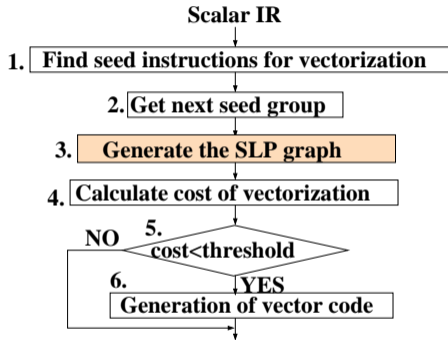 Scalar IR
1. Find seed instructions for vectorization
2. Get next seed group
3. Generate the SLP graph
4. Calculate cost of vectorization
5.
NO
cost<threshold
6.
YES
Generation of vector code